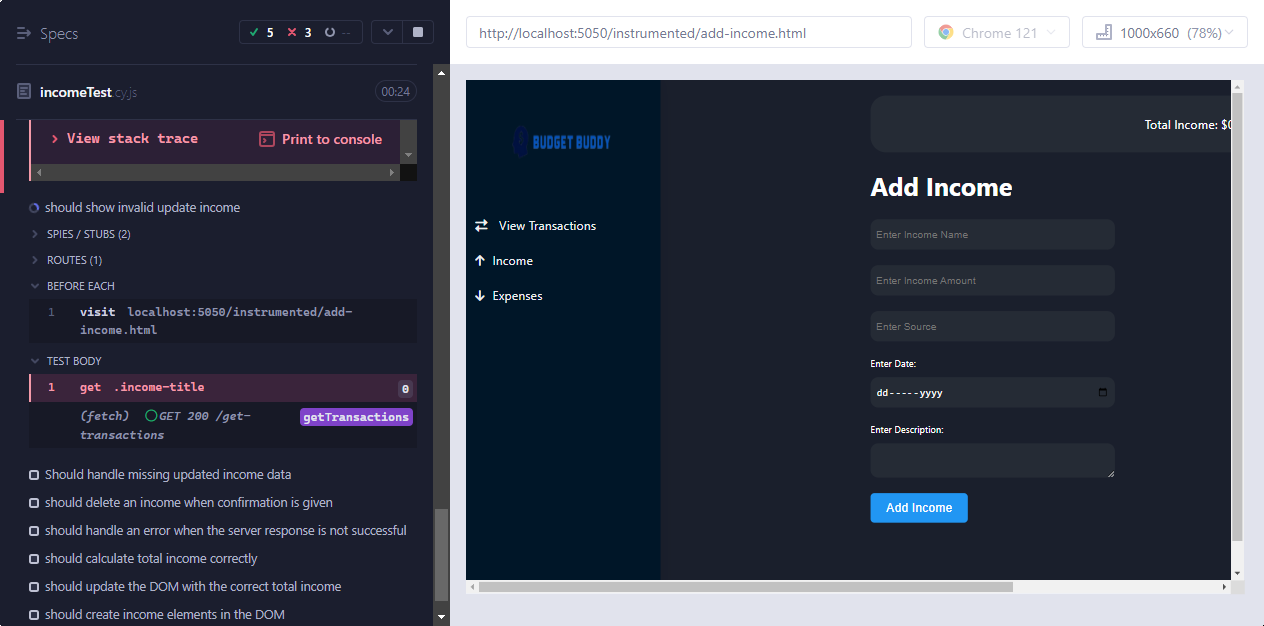 Specs
5
3
--
http://localhost:5050/instrumented/add-income.html
Chrome 121
1000x660 (78%)
incomeTest.cy.js
00:24
View stack trace
Print to console
should show invalid update income
SPIES / STUBS (2)
ROUTES (1)
BEFORE EACH
1 visit localhost:5050/instrumented/add-
income.html
TEST BODY
1 get .income-title 0
(fetch) GET 200 /get- getTransactions
transactions
Should handle missing updated income data
should delete an income when confirmation is given
should handle an error when the server response is not successful
should calculate total income correctly
should update the DOM with the correct total income
should create income elements in the DOM
BUDGET BUDDY
View Transactions
Income
Expenses
Total Income: $0
Add Income
Enter Income Name
Enter Income Amount
Enter Source
Enter Date:
dd-----yyyy
Enter Description:
Add Income